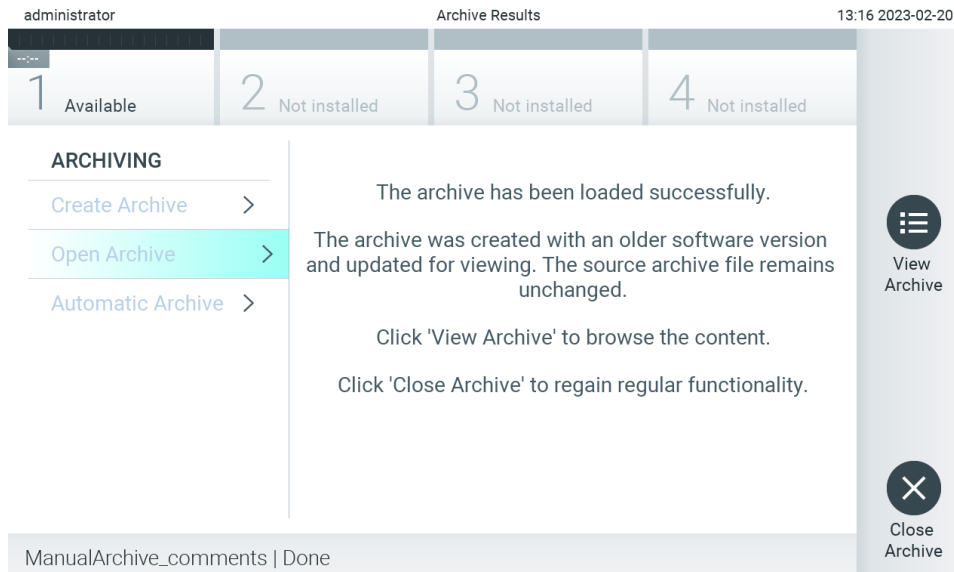 administrator
Archive Results
13:16 2023-02-20
--:--
1 Available
2 Not installed
3 Not installed
4 Not installed
ARCHIVING
Create Archive
Open Archive
Automatic Archive
The archive has been loaded successfully.
The archive was created with an older software version
and updated for viewing. The source archive file remains
unchanged.
Click 'View Archive' to browse the content.
Click 'Close Archive' to regain regular functionality.
View
Archive
Close
Archive
ManualArchive_comments | Done